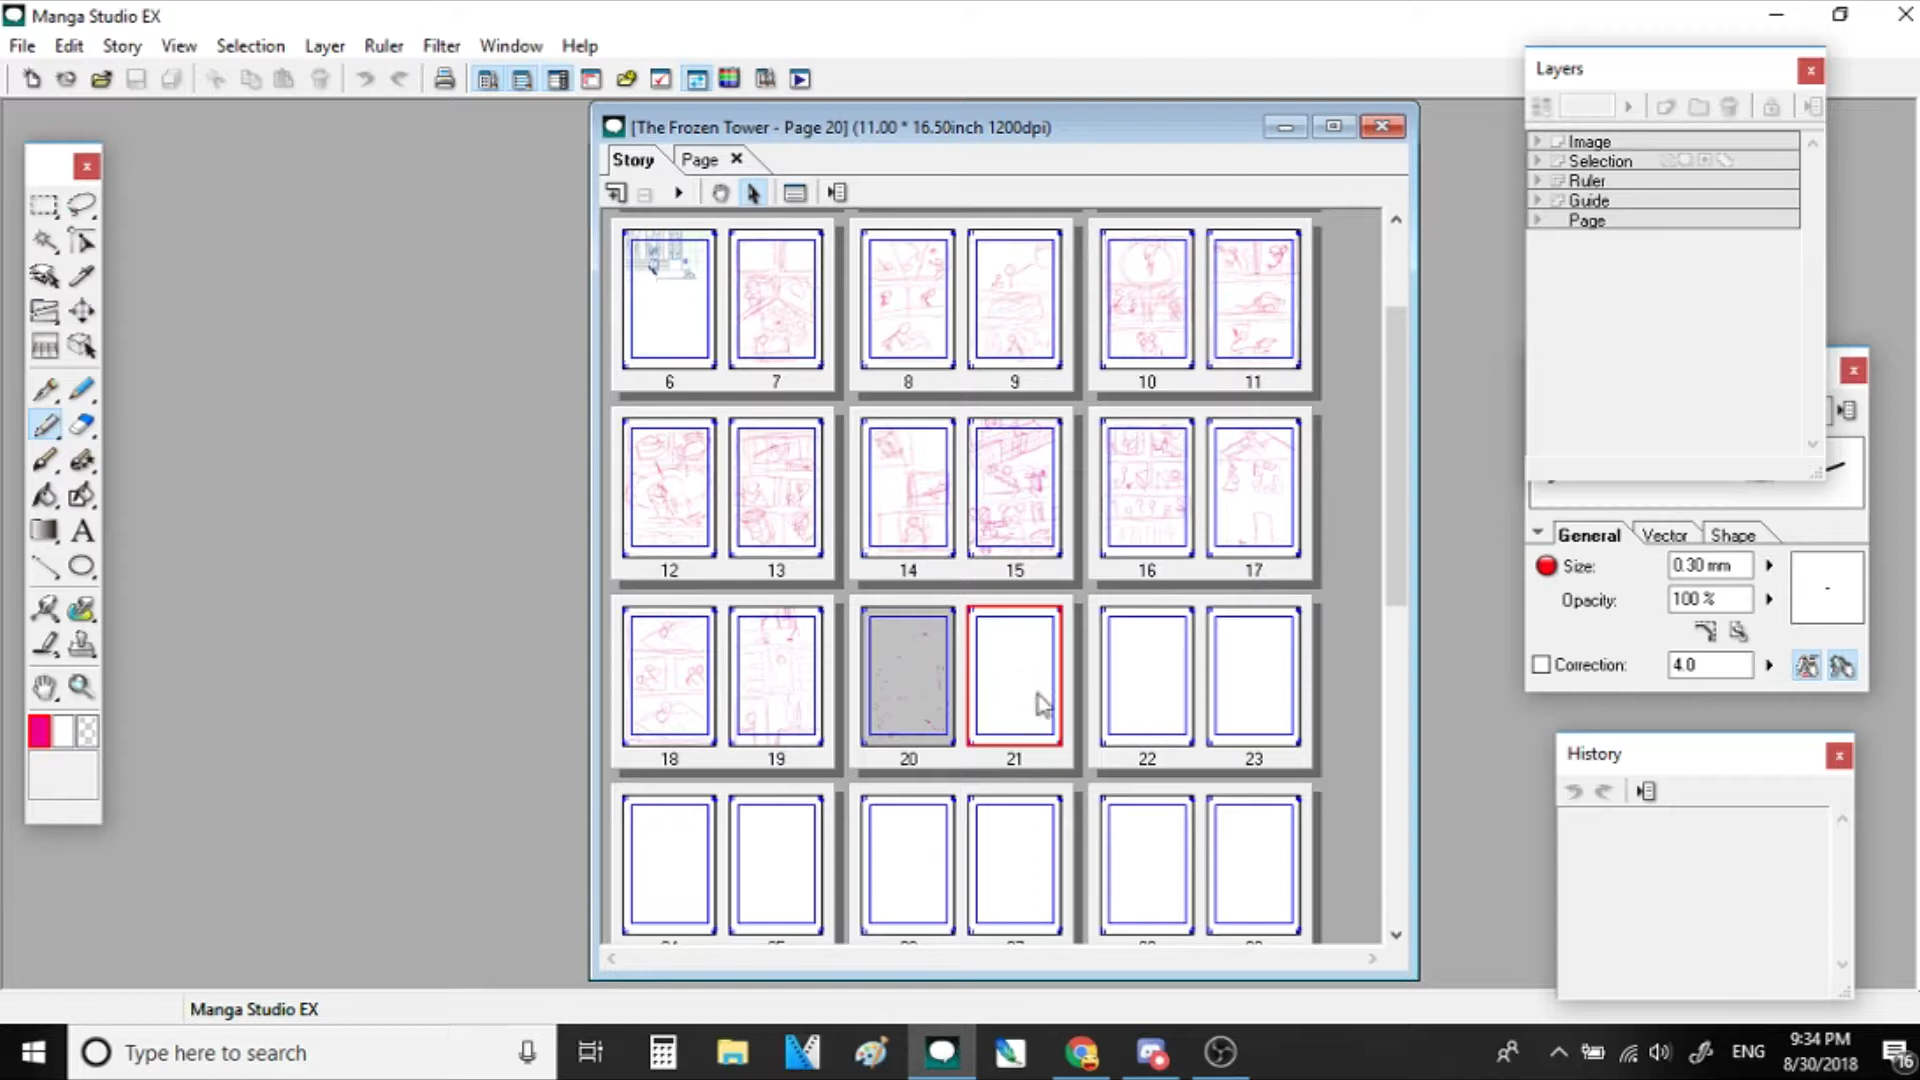 Manga Studio EX
File Edit Story View Selection Layer Ruler Filter Window Help
Layers
Image
Selection
Ruler
Guide
Page
[The Frozen Tower - Page 20] (11.00 * 16.50inch 1200dpi)
Story Page
6 7 8 9 10 11
12 13 14 15 16 17
18 19 20 21 22 23
General Vector Shape
Size: 0.30 mm
Opacity: 100 %
Correction: 4.0
History
Manga Studio EX
Type here to search
ENG
9:34 PM
8/30/2018
16